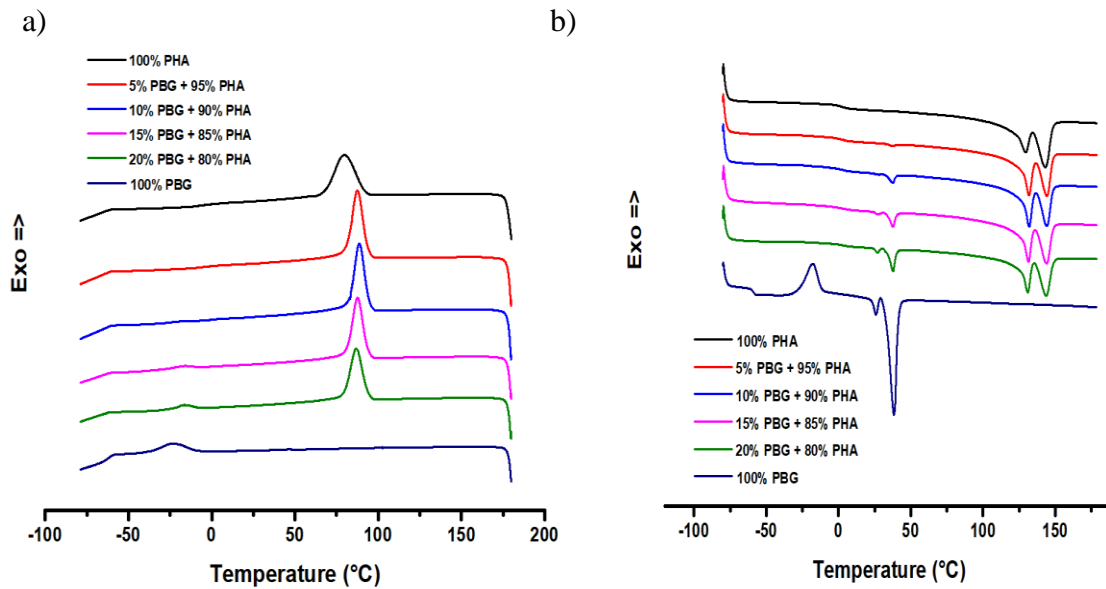 a)
100% PHA
5% PBG + 95% PHA
10% PBG + 90% PHA
15% PBG + 85% PHA
20% PBG + 80% PHA
100% PBG
Exo =>
-100 -50 0 50 100 150 200
Temperature (°C)
b)
Exo =>
100% PHA
5% PBG + 95% PHA
10% PBG + 90% PHA
15% PBG + 85% PHA
20% PBG + 80% PHA
100% PBG
-100 -50 0 50 100 150
Temperature (°C)